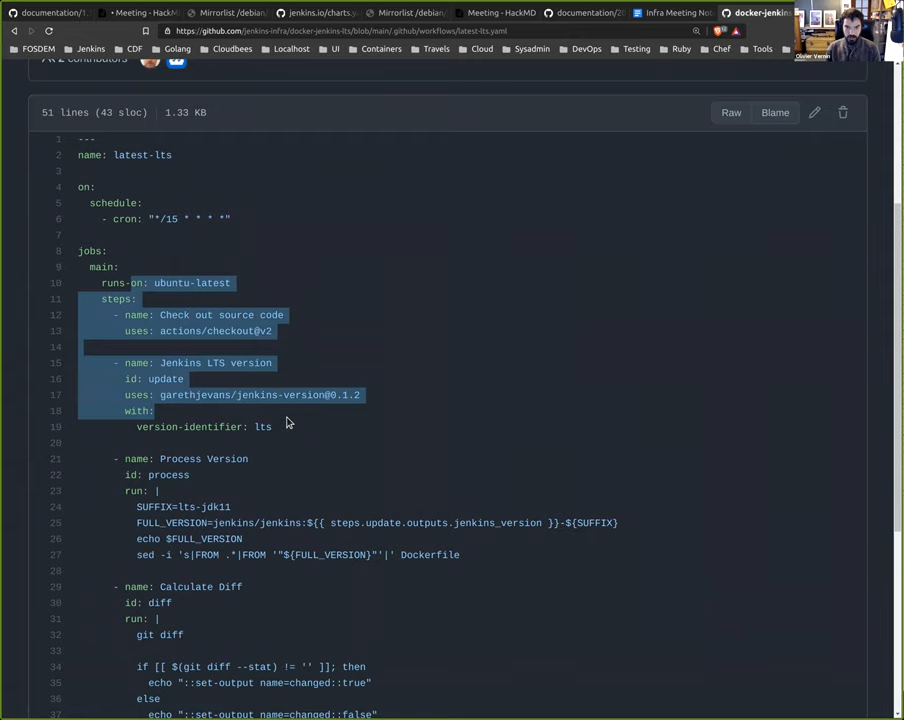 documentation/1
• Meeting - HackMD
Mirrorlist /debian/
jenkins.io/charts.y
Mirrorlist /debian/
Meeting - HackMD
documentation/20
Infra Meeting Not
docker-jenkins
https://github.com/jenkins-infra/docker-jenkins-lts/blob/main/.github/workflows/latest-lts.yaml
FOSDEM
Jenkins
CDF
Golang
Cloudbees
Localhost
UI
Containers
Travels
Cloud
Sysadmin
DevOps
Testing
Ruby
Chef
Tools
Olivier Vernin
2 contributors
51 lines (43 sloc) | 1.33 KB
Raw
Blame
1 ---
2 name: latest-lts
3
4 on:
5 schedule:
6 - cron: "*/15 * * * *"
7
8 jobs:
9 main:
10 runs-on: ubuntu-latest
11 steps:
12 - name: Check out source code
13 uses: actions/checkout@v2
14
15 - name: Jenkins LTS version
16 id: update
17 uses: garethjevans/jenkins-version@0.1.2
18 with:
19 version-identifier: lts
20
21 - name: Process Version
22 id: process
23 run: |
24 SUFFIX=lts-jdk11
25 FULL_VERSION=jenkins/jenkins:${{ steps.update.outputs.jenkins_version }}-${SUFFIX}
26 echo $FULL_VERSION
27 sed -i 's|FROM .*|FROM '"${FULL_VERSION}"'|' Dockerfile
28
29 - name: Calculate Diff
30 id: diff
31 run: |
32 git diff
33
34 if [[ $(git diff --stat) != '' ]]; then
35 echo "::set-output name=changed::true"
36 else
37 echo "::set-output name=changed::false"